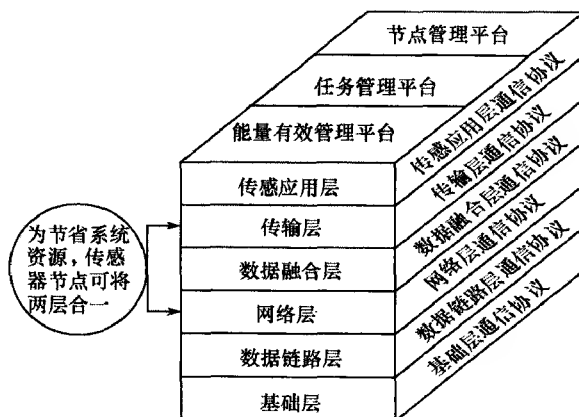 节点管理平台
任务管理平台
能量有效管理平台
传感应用层
传输层
数据融合层
网络层
数据链路层
基础层
传感应用层通信协议
传输层通信协议
数据融合层通信协议
网络层通信协议
数据链路层通信协议
基础层通信协议
为节省系统
资源，传感
器节点可将
两层合一